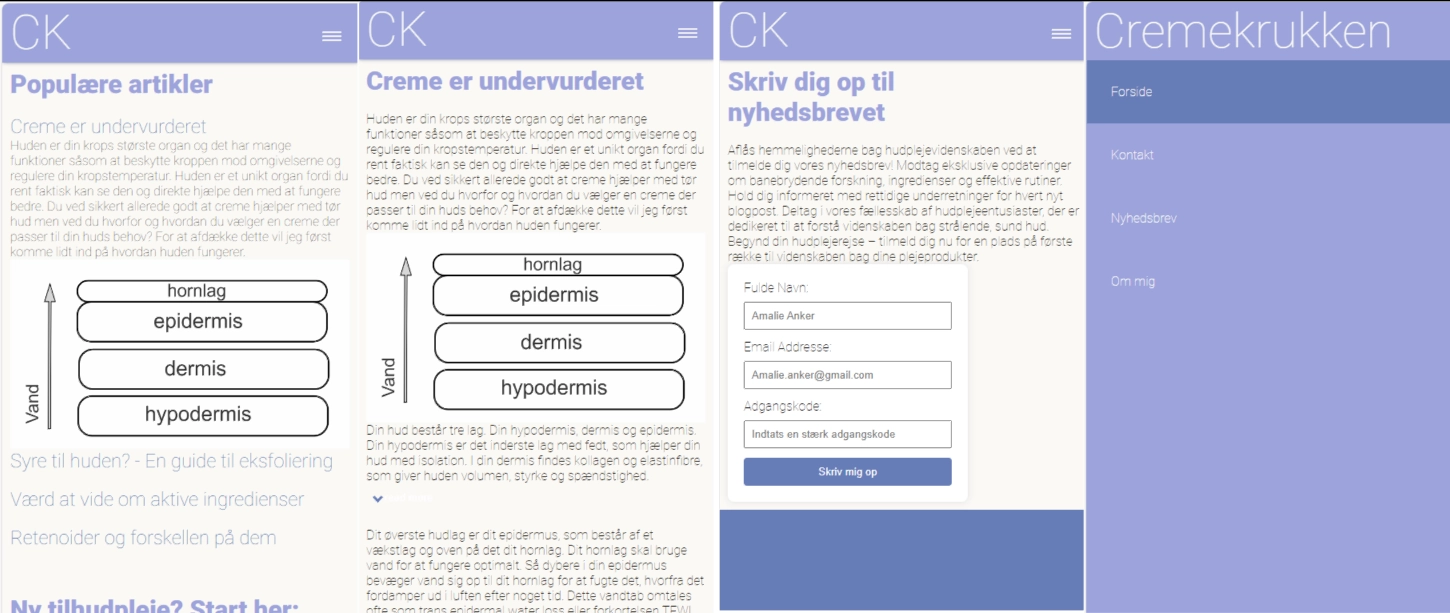 CK
Populære artikler
Creme er undervurderet
Huden er din krops største organ og det har mange
funktioner såsom at beskytte kroppen mod omgivelserne og
regulere din kropstemperatur. Huden er et unikt organ fordi du
rent faktisk kan se den og direkte hjælpe den med at fungere
bedre. Du ved sikkert allerede godt at creme hjælper med tør
hud men ved du hvorfor og hvordan du vælger en creme der
passer til din huds behov? For at afdække dette vil jeg først
komme lidt ind på hvordan huden fungerer.
hornlag
epidermis
dermis
hypodermis
Vand
Syre til huden? - En guide til eksfoliering
Værd at vide om aktive ingredienser
Retenoider og forskellen på dem
Ny tilhudpleje? Start her:
CK
Creme er undervurderet
Huden er din krops største organ og det har mange
funktioner såsom at beskytte kroppen mod omgivelserne og
regulere din kropstemperatur. Huden er et unikt organ fordi du
rent faktisk kan se den og direkte hjælpe den med at fungere
bedre. Du ved sikkert allerede godt at creme hjælper med tør
hud men ved du hvorfor og hvordan du vælger en creme der
passer til din huds behov? For at afdække dette vil jeg først
komme lidt ind på hvordan huden fungerer.
hornlag
epidermis
dermis
hypodermis
Vand
Din hud består tre lag. Din hypodermis, dermis og epidermis.
Din hypodermis er det inderste lag med fedt, som hjælper din
hud med isolation. I din dermis findes kollagen og elastinfibre,
som giver huden volumen, styrke og spændstighed.
Dit øverste hudlag er dit epidermus, som består af et
vækstlag og oven på det dit hornlag. Dit hornlag skal bruge
vand for at fungere optimalt. Så dybere i din epidermus
bevæger vand sig op til dit hornlag for at fugte det, hvorfra det
fordamper ud i luften efter noget tid. Dette vandtab omtales
ofte som trans epidermal water loss eller forkortelsen TEWL
CK
Skriv dig op til
nyhedsbrevet
Aflås hemmelighederne bag hudplejevidenskaben ved at
tilmelde dig vores nyhedsbrev! Modtag eksklusive opdateringer
om banebrydende forskning, ingredienser og effektive rutiner.
Hold dig informeret med rettidige underretninger for hvert nyt
blogpost. Deltag i vores fællesskab af hudplejeentusiaster, der er
dedikeret til at forstå videnskaben bag strålende, sund hud.
Begynd din hudplejerejse – tilmeld dig nu for en plads på første
række til videnskaben bag dine plejeprodukter.
Fulde Navn:
Amalie Anker
Email Addresse:
Amalie.anker@gmail.com
Adgangskode:
Indtats en stærk adgangskode
Skriv mig op
Cremekrukken
Forside
Kontakt
Nyhedsbrev
Om mig